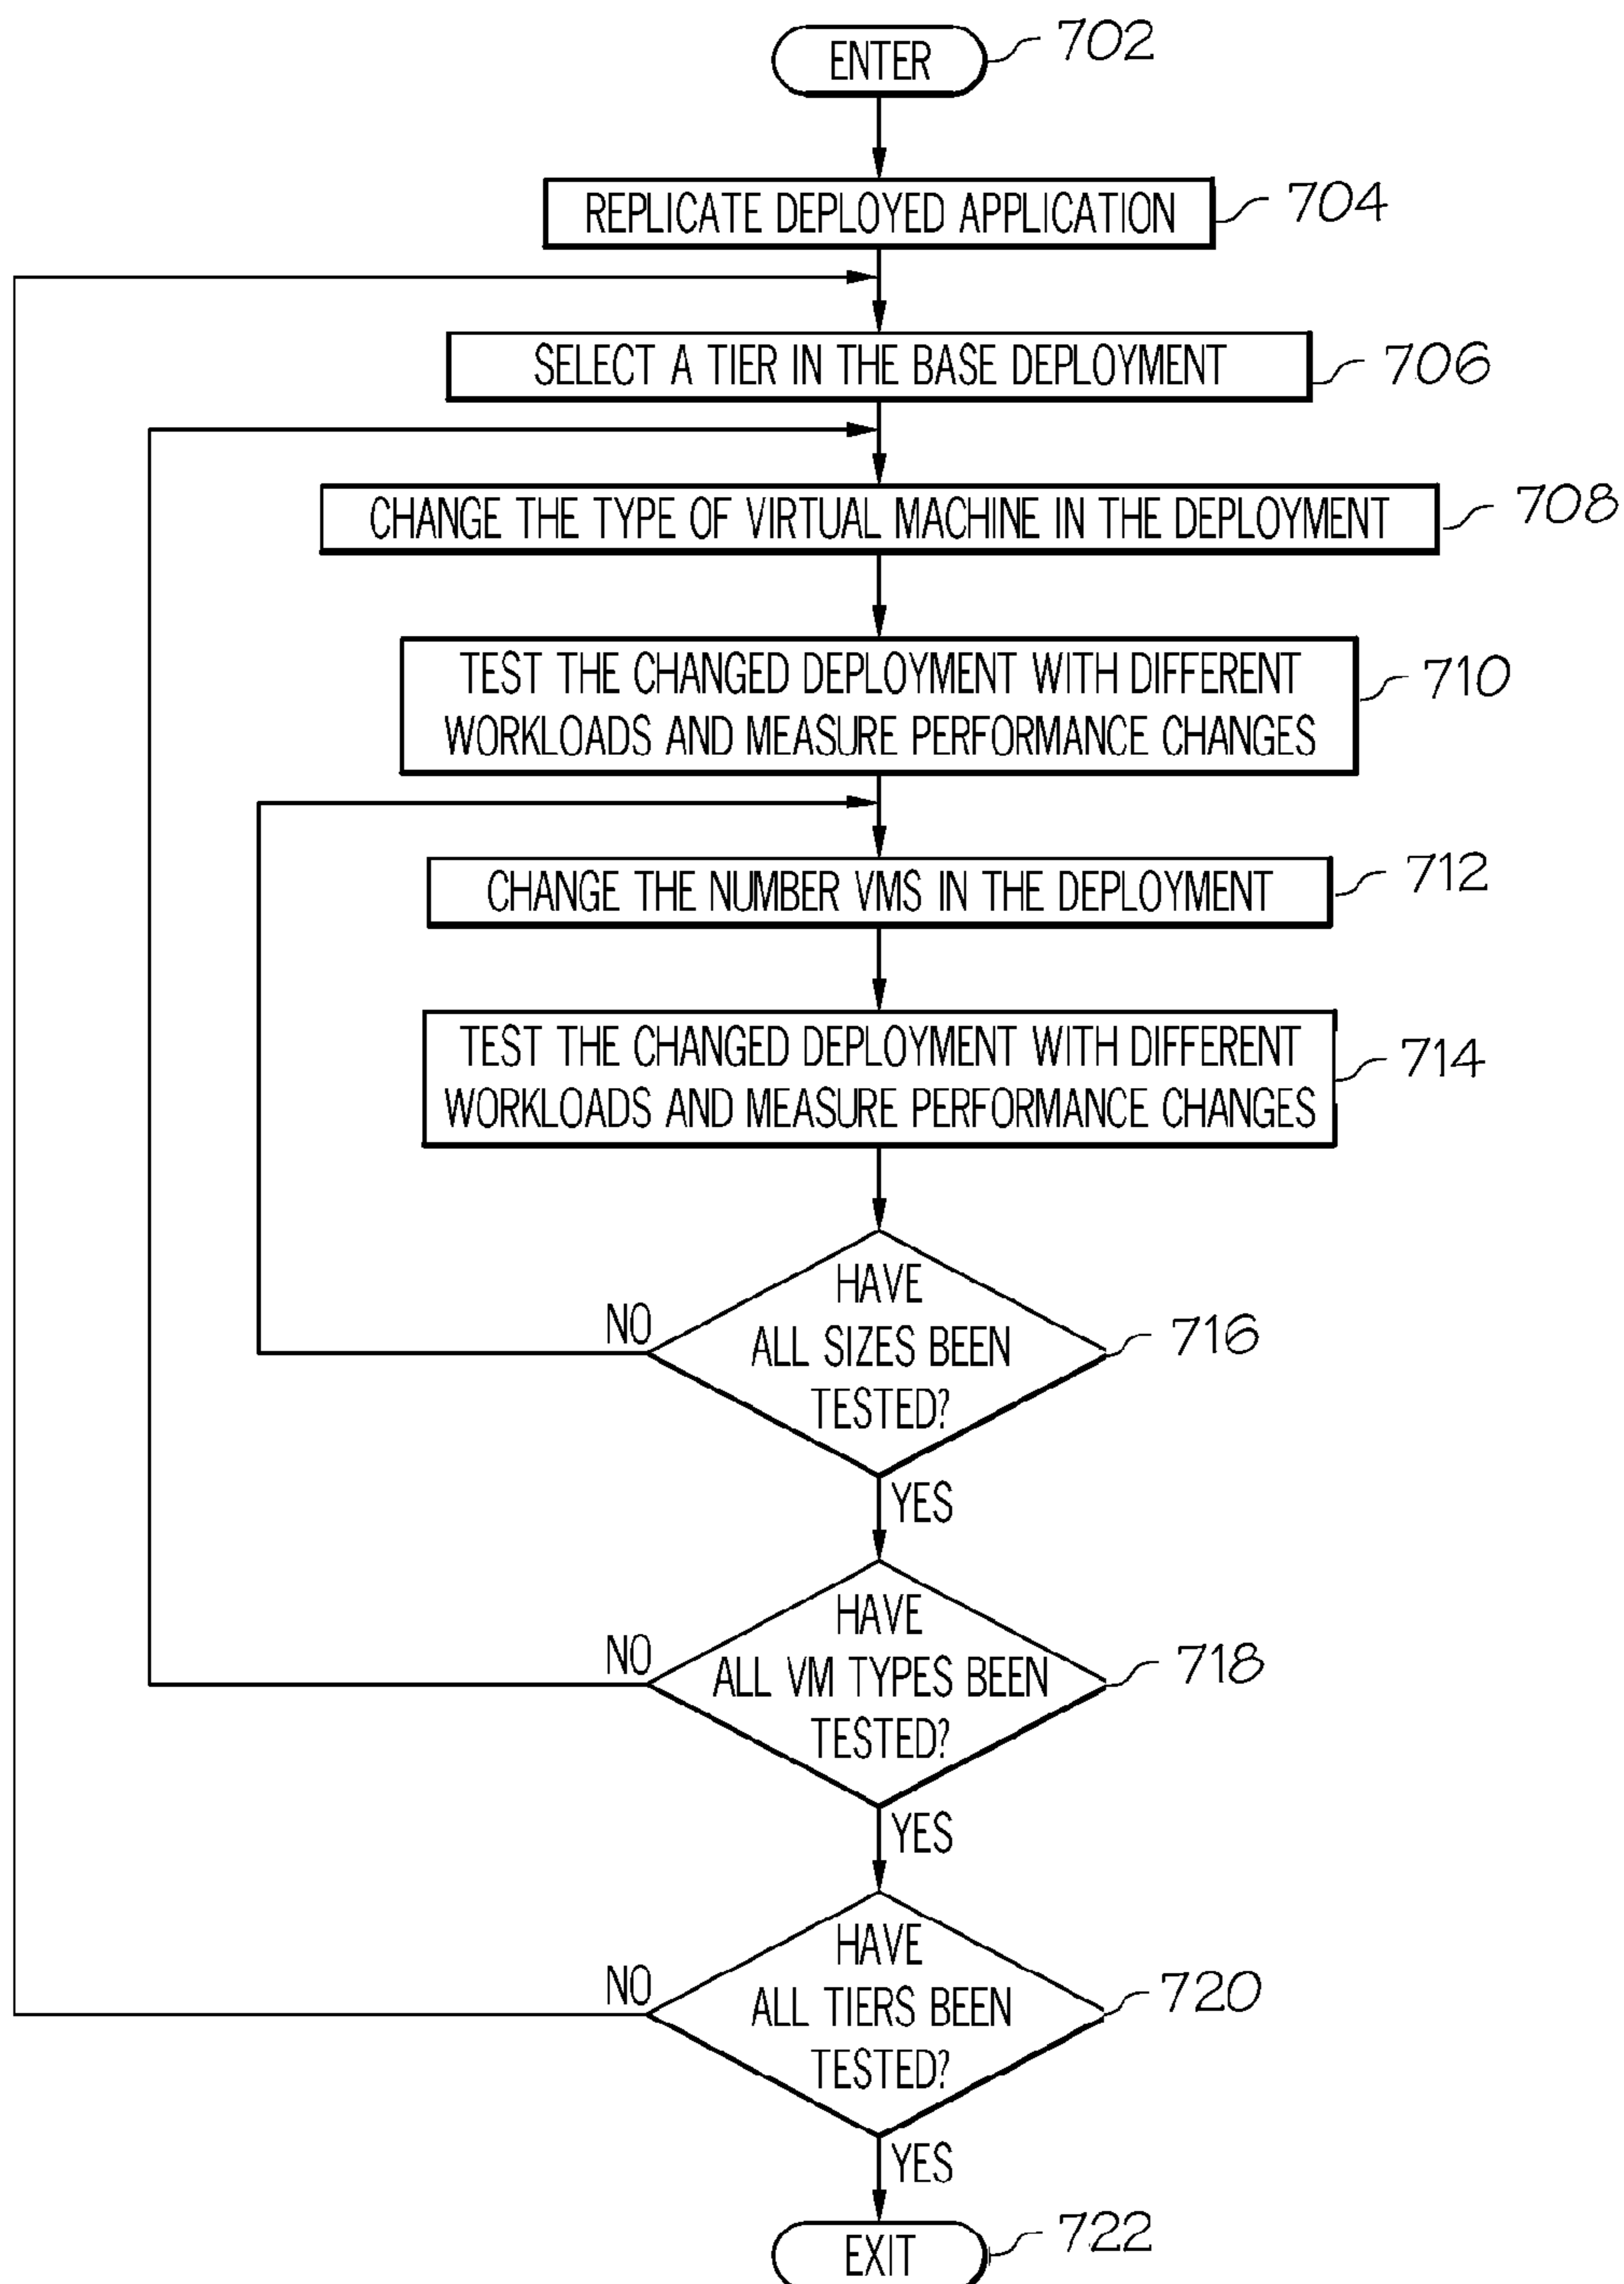 ENTER
702
REPLICATE DEPLOYED APPLICATION
704
SELECT A TIER IN THE BASE DEPLOYMENT
706
CHANGE THE TYPE OF VIRTUAL MACHINE IN THE DEPLOYMENT
708
TEST THE CHANGED DEPLOYMENT WITH DIFFERENT
WORKLOADS AND MEASURE PERFORMANCE CHANGES
710
CHANGE THE NUMBER VMS IN THE DEPLOYMENT
712
TEST THE CHANGED DEPLOYMENT WITH DIFFERENT
WORKLOADS AND MEASURE PERFORMANCE CHANGES
714
HAVE
ALL SIZES BEEN
TESTED?
716
NO
YES
HAVE
ALL VM TYPES BEEN
TESTED?
718
NO
YES
HAVE
ALL TIERS BEEN
TESTED?
720
NO
YES
EXIT
722